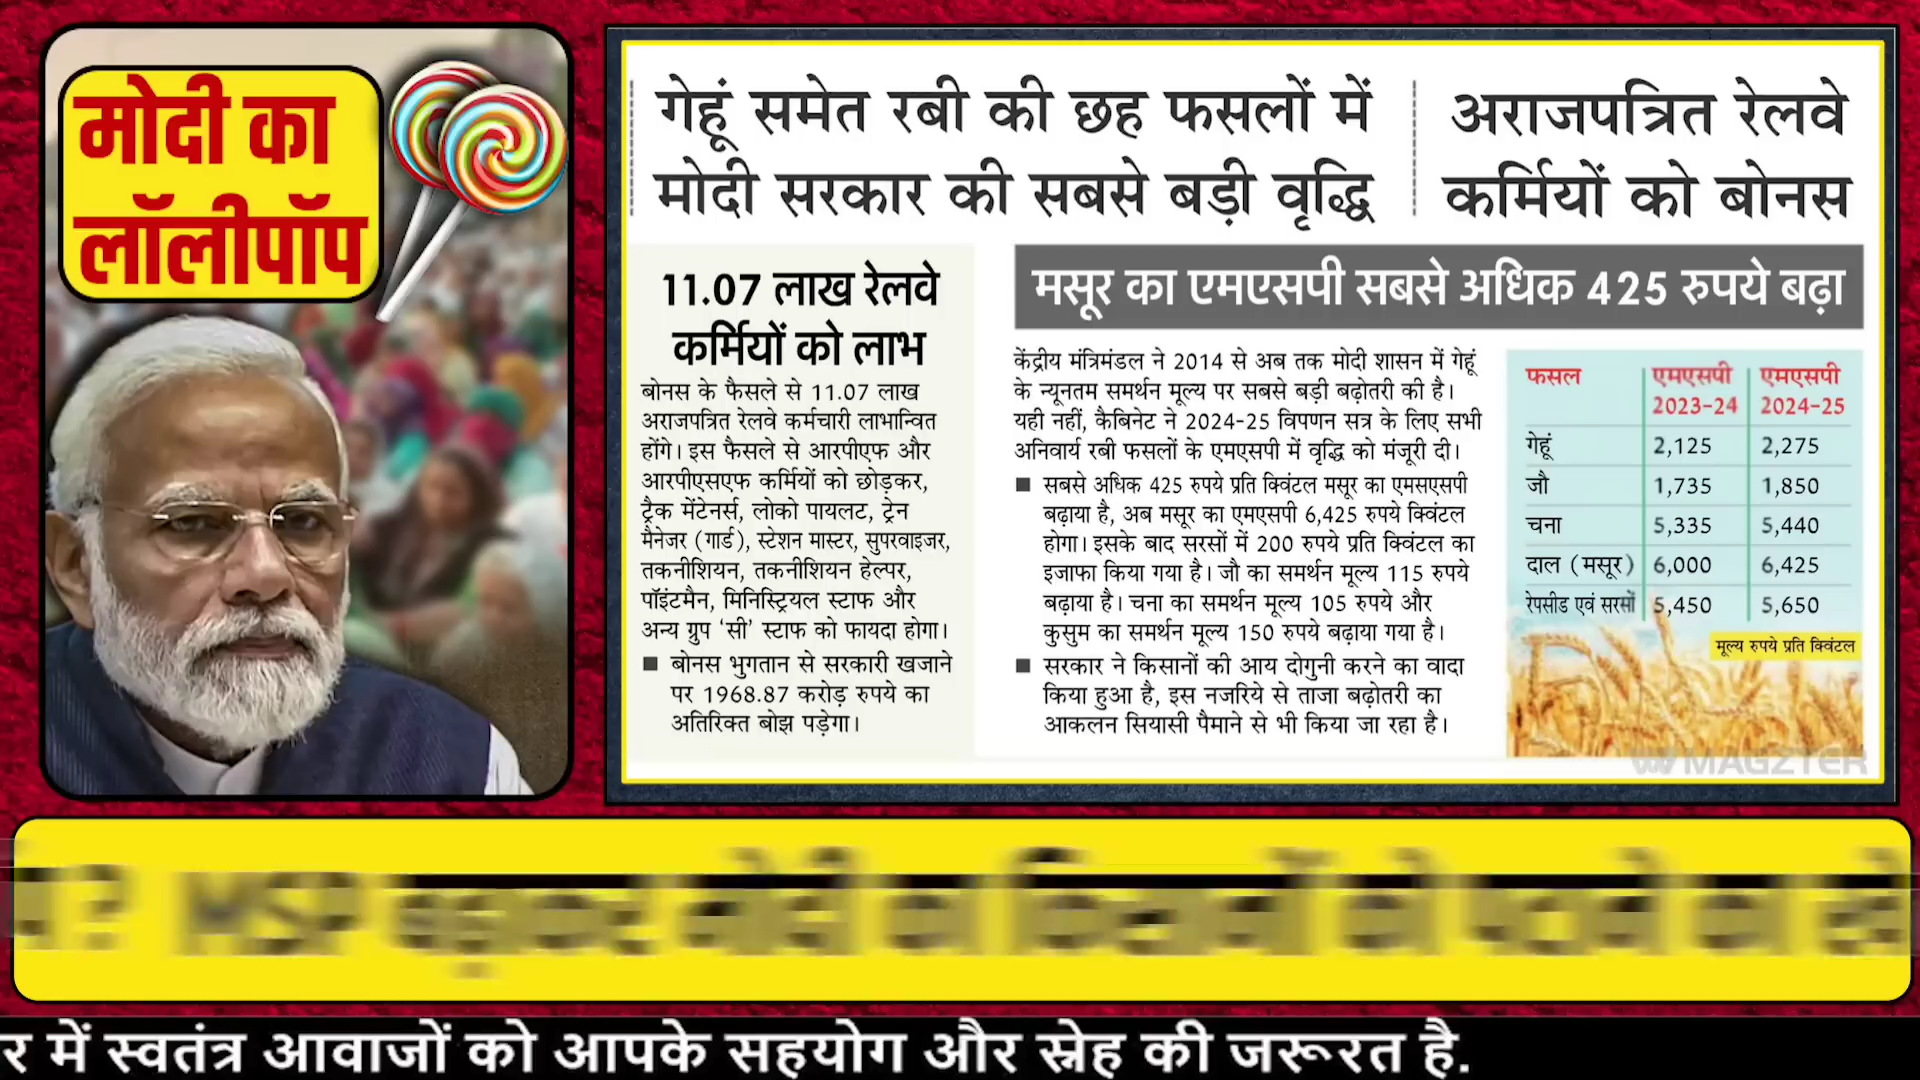 मोदी का
लॉलीपॉप
गेहूं समेत रबी की छह फसलों में
मोदी सरकार की सबसे बड़ी वृद्धि
अराजपत्रित रेलवे
कर्मियों को बोनस
11.07 लाख रेलवे
कर्मियों को लाभ
बोनस के फैसले से 11.07 लाख
अराजपत्रित रेलवे कर्मचारी लाभान्वित
होंगे। इस फैसले से आरपीएफ और
आरपीएसएफ कर्मियों को छोड़कर,
ट्रैक मेंटेनर्स, लोको पायलट, ट्रेन
मैनेजर (गार्ड), स्टेशन मास्टर, सुपरवाइजर,
तकनीशियन, तकनीशियन हेल्पर,
पॉइंटमैन, मिनिस्ट्रियल स्टाफ और
अन्य ग्रुप ‘सी’ स्टाफ को फायदा होगा।
■ बोनस भुगतान से सरकारी खजाने
पर 1968.87 करोड़ रुपये का
अतिरिक्त बोझ पड़ेगा।
मसूर का एमएसपी सबसे अधिक 425 रुपये बढ़ा
केंद्रीय मंत्रिमंडल ने 2014 से अब तक मोदी शासन में गेहूं
के न्यूनतम समर्थन मूल्य पर सबसे बड़ी बढ़ोतरी की है।
यही नहीं, कैबिनेट ने 2024-25 विपणन सत्र के लिए सभी
अनिवार्य रबी फसलों के एमएसपी में वृद्धि को मंजूरी दी।
■ सबसे अधिक 425 रुपये प्रति क्विंटल मसूर का एमसएसपी
बढ़ाया है, अब मसूर का एमएसपी 6,425 रुपये क्विंटल
होगा। इसके बाद सरसों में 200 रुपये प्रति क्विंटल का
इजाफा किया गया है। जौ का समर्थन मूल्य 115 रुपये
बढ़ाया है। चना का समर्थन मूल्य 105 रुपये और
कुसुम का समर्थन मूल्य 150 रुपये बढ़ाया गया है।
■ सरकार ने किसानों की आय दोगुनी करने का वादा
किया हुआ है, इस नजरिये से ताजा बढ़ोतरी का
आकलन सियासी पैमाने से भी किया जा रहा है।
फसल एमएसपी एमएसपी
2023-24 2024-25
गेहूं 2,125 2,275
जौ 1,735 1,850
चना 5,335 5,440
दाल (मसूर) 6,000 6,425
रेपसीड एवं सरसों 5,450 5,650
मूल्य रुपये प्रति क्विंटल
MAGZTER
MSP
र में स्वतंत्र आवाजों को आपके सहयोग और स्नेह की जरूरत है.